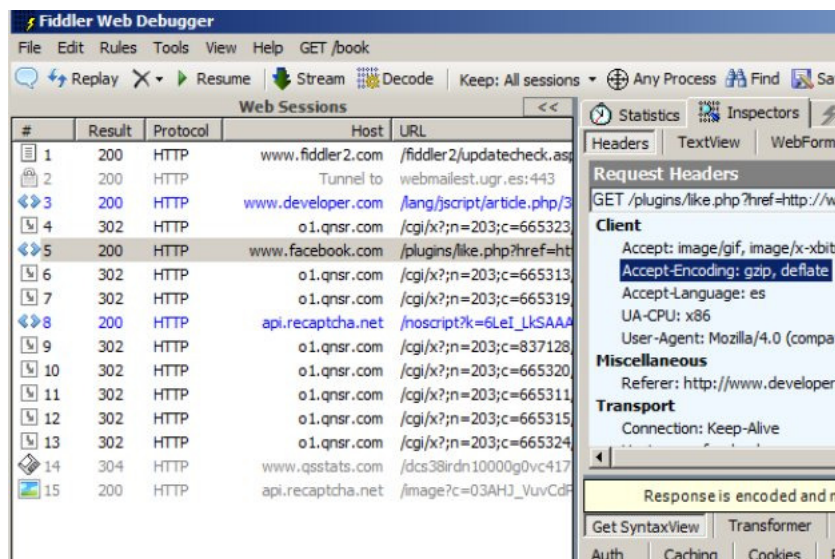 Fiddler Web Debugger
File Edit Rules Tools View Help GET /book
Replay Resume Stream Decode Keep: All sessions Any Process Find
Web Sessions <<
# Result Protocol Host URL
1 200 HTTP www.fiddler2.com /fiddler2/updatecheck.asp
2 200 HTTP Tunnel to webmailest.ugr.es:443
3 200 HTTP www.developer.com /lang/jscript/article.php/3
4 302 HTTP o1.qnsr.com /cgi/x?;n=203;c=665323
5 200 HTTP www.facebook.com /plugins/like.php?href=ht
6 302 HTTP o1.qnsr.com /cgi/x?;n=203;c=665313
7 302 HTTP o1.qnsr.com /cgi/x?;n=203;c=665319
8 200 HTTP api.recaptcha.net /noscript?k=6LeI_LkSAAA
9 302 HTTP o1.qnsr.com /cgi/x?;n=203;c=837128
10 302 HTTP o1.qnsr.com /cgi/x?;n=203;c=665320
11 302 HTTP o1.qnsr.com /cgi/x?;n=203;c=665311
12 302 HTTP o1.qnsr.com /cgi/x?;n=203;c=665315
13 302 HTTP o1.qnsr.com /cgi/x?;n=203;c=665324
14 304 HTTP www.qsstats.com /dcs38irdn10000g0vc417
15 200 HTTP api.recaptcha.net /image?c=03AHJ_VuvCdF
Statistics Inspectors
Headers TextView WebForm
Request Headers
GET /plugins/like.php?href=http://w
Client
Accept: image/gif, image/x-xbit
Accept-Encoding: gzip, deflate
Accept-Language: es
UA-CPU: x86
User-Agent: Mozilla/4.0 (compa
Miscellaneous
Referer: http://www.developer
Transport
Connection: Keep-Alive
Response is encoded and
Get SyntaxView Transformer
Auth Caching Cookies